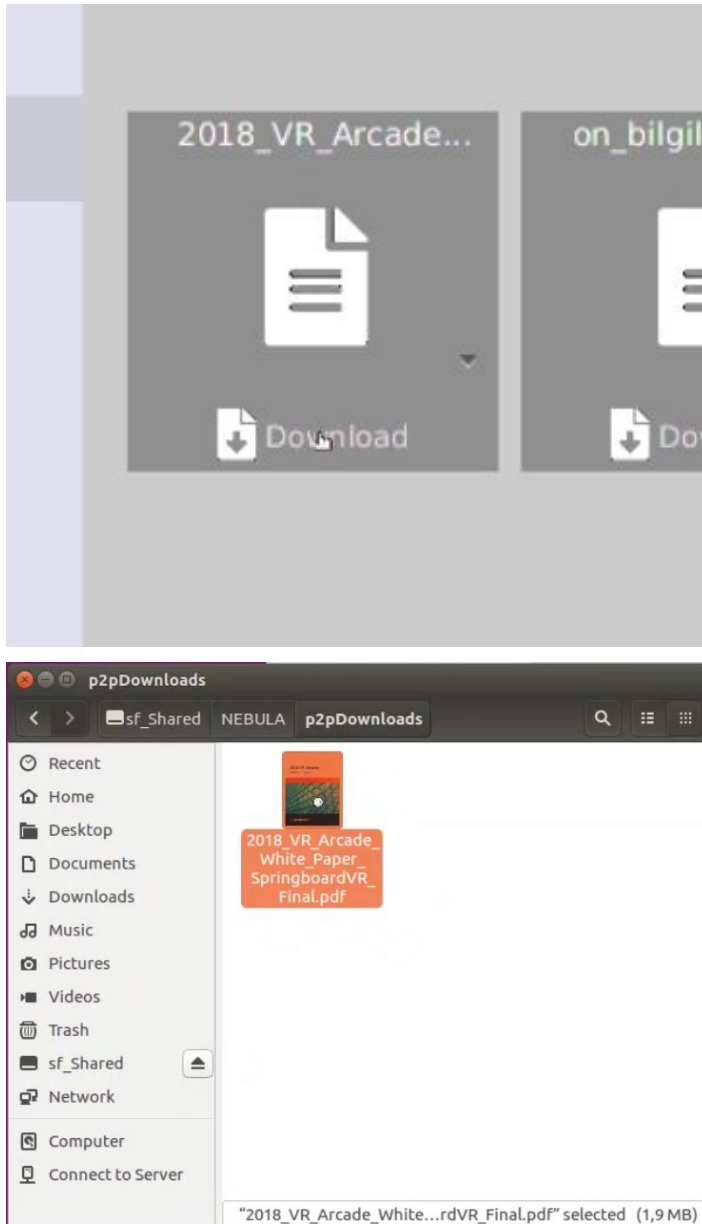 2018_VR_Arcade...
on_bilgil
Download
Do
p2pDownloads
sf_Shared NEBULA p2pDownloads
Recent
Home
Desktop
Documents
Downloads
Music
Pictures
Videos
Trash
sf_Shared
Network
Computer
Connect to Server
2018_VR_Arcade_
White_Paper_
SpringboardVR_
Final.pdf
“2018_VR_Arcade_White…rdVR_Final.pdf” selected (1,9 MB)